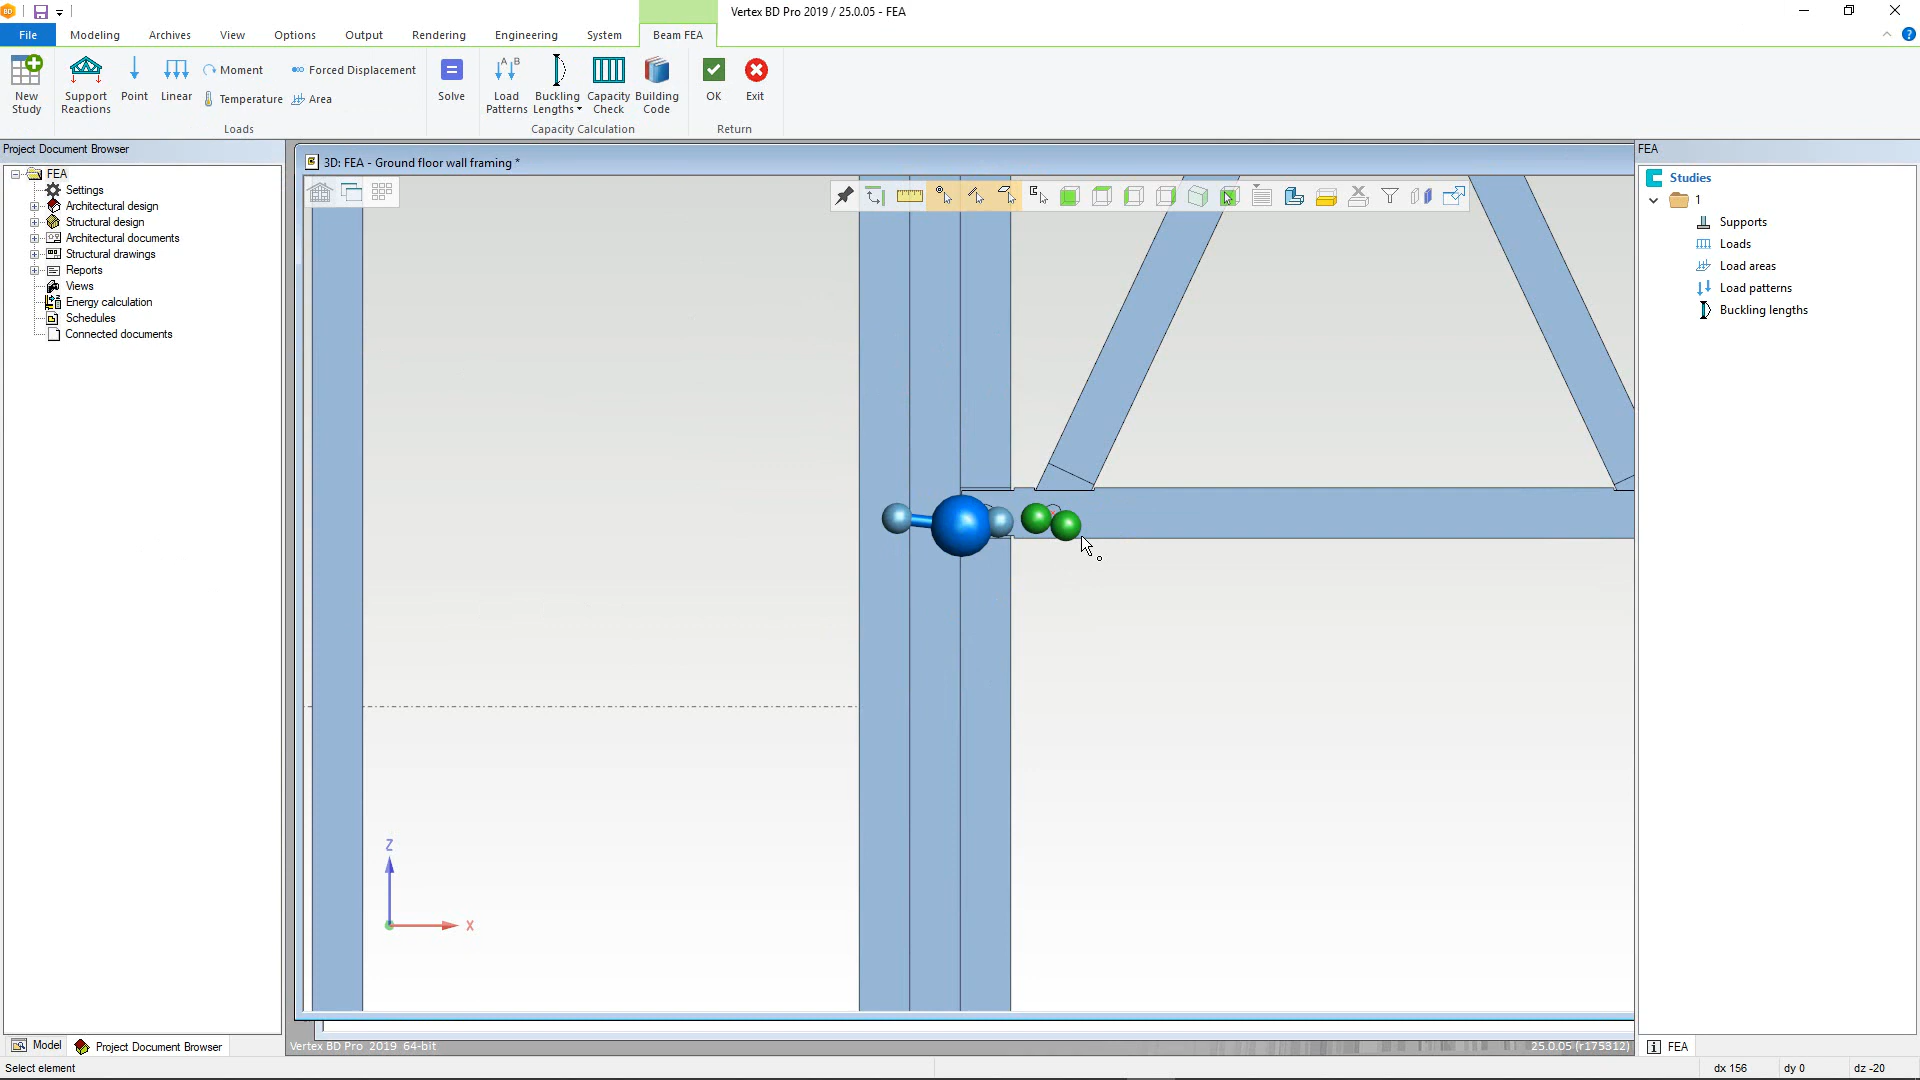 BD
Vertex BD Pro 2019 / 25.0.05 - FEA
File Modeling Archives View Options Output Rendering Engineering System Beam FEA
New Study
Support Reactions
Point
Linear
Moment
Temperature
Forced Displacement
Area
Loads
Solve
A B
Load Patterns
Buckling Lengths
Capacity Check
Building Code
Capacity Calculation
OK
Exit
Return
Project Document Browser
FEA
Settings
Architectural design
Structural design
Architectural documents
Structural drawings
Reports
Views
Energy calculation
Schedules
Connected documents
3D: FEA - Ground floor wall framing *
Z
X
FEA
Studies
1
Supports
Loads
Load areas
Load patterns
Buckling lengths
Model Project Document Browser
Vertex BD Pro 2019 64-bit
25.0.05 (r175312)
FEA
Select element
dx 156 dy 0 dz -20